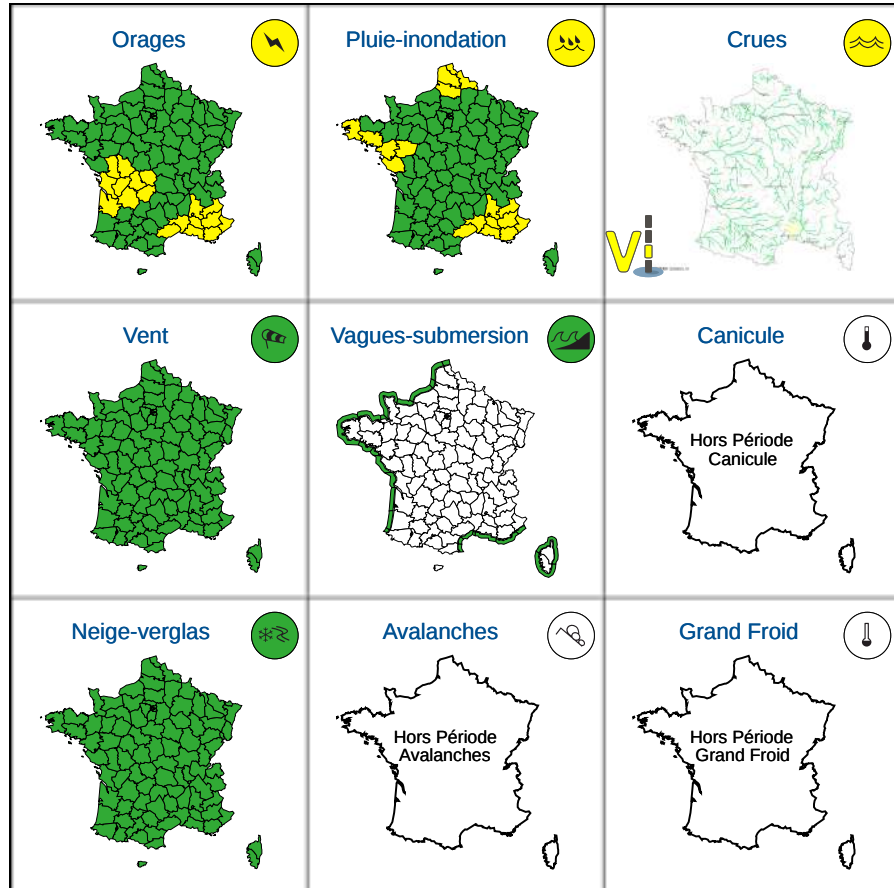 Orages
Pluie-inondation
Crues
Vent
Vagues-submersion
Canicule
Hors Période
Canicule
Neige-verglas
Avalanches
Hors Période
Avalanches
Grand Froid
Hors Période
Grand Froid